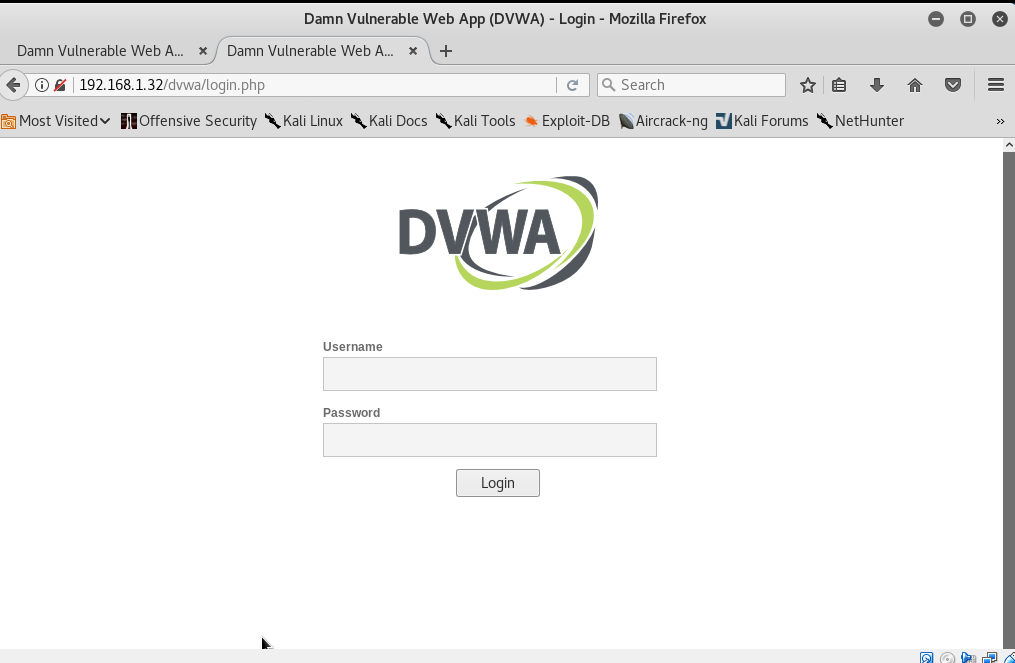 Damn Vulnerable Web App (DVWA) - Login - Mozilla Firefox
Damn Vulnerable Web A... Damn Vulnerable Web A...
192.168.1.32/dvwa/login.php Search
Most Visited Offensive Security Kali Linux Kali Docs Kali Tools Exploit-DB Aircrack-ng Kali Forums NetHunter
DVWA
Username
Password
Login